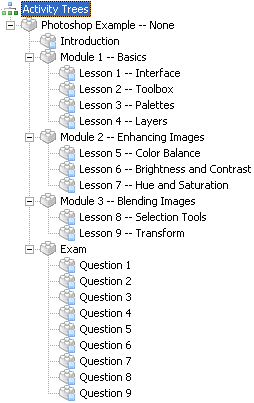 Activity Trees
Photoshop Example -- None
Introduction
Module 1 -- Basics
Lesson 1 -- Interface
Lesson 2 -- Toolbox
Lesson 3 -- Palettes
Lesson 4 -- Layers
Module 2 -- Enhancing Images
Lesson 5 -- Color Balance
Lesson 6 -- Brightness and Contrast
Lesson 7 -- Hue and Saturation
Module 3 -- Blending Images
Lesson 8 -- Selection Tools
Lesson 9 -- Transform
Exam
Question 1
Question 2
Question 3
Question 4
Question 5
Question 6
Question 7
Question 8
Question 9